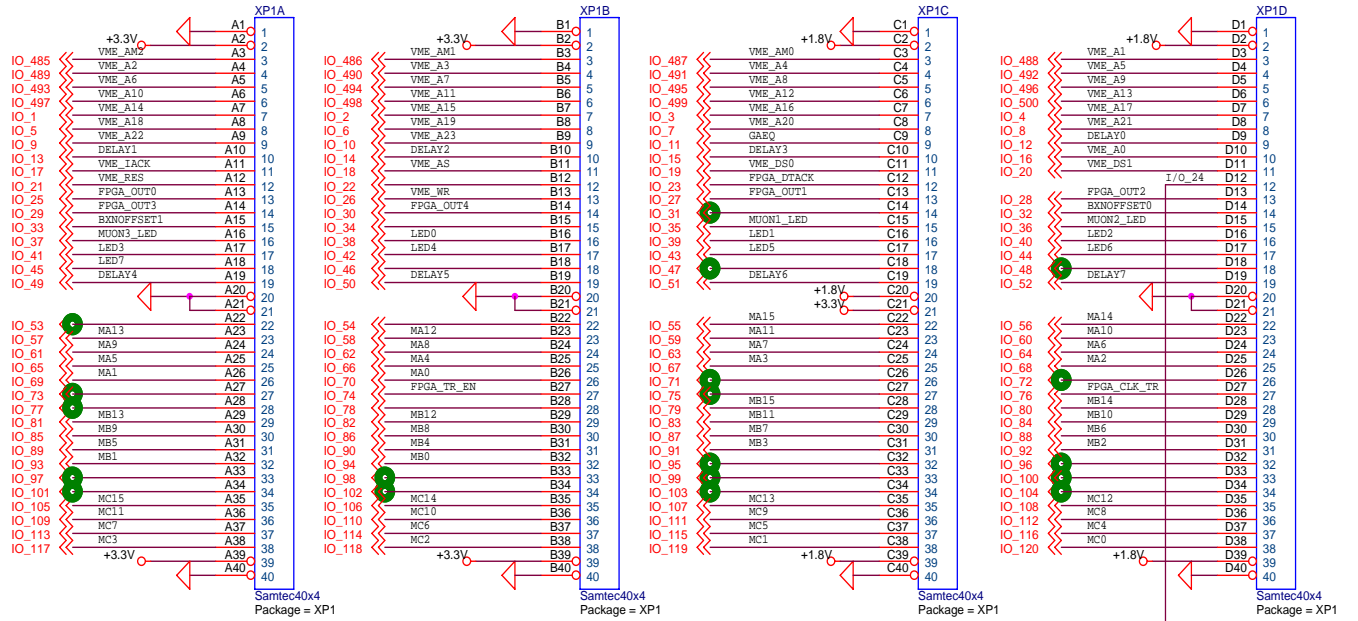 XP1A
A1 1
+3.3V A2 2
IO_485 VME_AM2 A3 3
IO_489 VME_A2 A4 4
IO_493 VME_A6 A5 5
IO_497 VME_A10 A6 6
IO_1 VME_A14 A7 7
IO_5 VME_A18 A8 8
IO_9 VME_A22 A9 9
IO_13 DELAY1 A10 10
IO_17 VME_IACK A11 11
IO_21 VME_RES A12 12
IO_25 FPGA_OUT0 A13 13
IO_29 FPGA_OUT3 A14 14
IO_33 BXNOFFSET1 A15 15
IO_37 MUON3_LED A16 16
IO_41 LED3 A17 17
IO_45 LED7 A18 18
IO_49 DELAY4 A19 19
A20 20
A21 21
IO_53 A22 22
IO_57 MA13 A23 23
IO_61 MA9 A24 24
IO_65 MA5 A25 25
IO_69 MA1 A26 26
IO_73 A27 27
IO_77 A28 28
IO_81 MB13 A29 29
IO_85 MB9 A30 30
IO_89 MB5 A31 31
IO_93 MB1 A32 32
IO_97 A33 33
IO_101 A34 34
IO_105 MC15 A35 35
IO_109 MC11 A36 36
IO_113 MC7 A37 37
IO_117 MC3 A38 38
+3.3V A39 39
A40 40
Samtec40x4
Package = XP1
XP1B
B1 1
+3.3V B2 2
IO_486 VME_AM1 B3 3
IO_490 VME_A3 B4 4
IO_494 VME_A7 B5 5
IO_498 VME_A11 B6 6
IO_2 VME_A15 B7 7
IO_6 VME_A19 B8 8
IO_10 VME_A23 B9 9
IO_14 DELAY2 B10 10
IO_18 VME_AS B11 11
IO_22 B12 12
IO_26 VME_WR B13 13
IO_30 FPGA_OUT4 B14 14
IO_34 B15 15
IO_38 LED0 B16 16
IO_42 LED4 B17 17
IO_46 B18 18
IO_50 DELAY5 B19 19
B20 20
B21 21
IO_54 B22 22
IO_58 MA12 B23 23
IO_62 MA8 B24 24
IO_66 MA4 B25 25
IO_70 MA0 B26 26
IO_74 FPGA_TR_EN B27 27
IO_78 B28 28
IO_82 MB12 B29 29
IO_86 MB8 B30 30
IO_90 MB4 B31 31
IO_94 MB0 B32 32
IO_98 B33 33
IO_102 B34 34
IO_106 MC14 B35 35
IO_110 MC10 B36 36
IO_114 MC6 B37 37
IO_118 MC2 B38 38
+3.3V B39 39
B40 40
Samtec40x4
Package = XP1
XP1C
C1 1
+1.8V C2 2
IO_487 VME_AM0 C3 3
IO_491 VME_A4 C4 4
IO_495 VME_A8 C5 5
IO_499 VME_A12 C6 6
IO_3 VME_A16 C7 7
IO_7 VME_A20 C8 8
IO_11 GAEQ C9 9
IO_15 DELAY3 C10 10
IO_19 VME_DS0 C11 11
IO_23 FPGA_DTACK C12 12
IO_27 FPGA_OUT1 C13 13
IO_31 C14 14
IO_35 MUON1_LED C15 15
IO_39 LED1 C16 16
IO_43 LED5 C17 17
IO_47 C18 18
IO_51 DELAY6 C19 19
+1.8V C20 20
+3.3V C21 21
IO_55 MA15 C22 22
IO_59 MA11 C23 23
IO_63 MA7 C24 24
IO_67 MA3 C25 25
IO_71 C26 26
IO_75 C27 27
IO_79 MB15 C28 28
IO_83 MB11 C29 29
IO_87 MB7 C30 30
IO_91 MB3 C31 31
IO_95 C32 32
IO_99 C33 33
IO_103 C34 34
IO_107 MC13 C35 35
IO_111 MC9 C36 36
IO_115 MC5 C37 37
IO_119 MC1 C38 38
+1.8V C39 39
C40 40
Samtec40x4
Package = XP1
XP1D
D1 1
+1.8V D2 2
IO_488 VME_A1 D3 3
IO_492 VME_A5 D4 4
IO_496 VME_A9 D5 5
IO_500 VME_A13 D6 6
IO_4 VME_A17 D7 7
IO_8 VME_A21 D8 8
IO_12 DELAY0 D9 9
IO_16 VME_A0 D10 10
IO_20 VME_DS1 D11 11
I/O_24 D12 12
IO_28 FPGA_OUT2 D13 13
IO_32 BXNOFFSET0 D14 14
IO_36 MUON2_LED D15 15
IO_40 LED2 D16 16
IO_44 LED6 D17 17
IO_48 D18 18
IO_52 DELAY7 D19 19
D20 20
D21 21
IO_56 MA14 D22 22
IO_60 MA10 D23 23
IO_64 MA6 D24 24
IO_68 MA2 D25 25
IO_72 D26 26
IO_76 FPGA_CLK_TR D27 27
IO_80 MB14 D28 28
IO_84 MB10 D29 29
IO_88 MB6 D30 30
IO_92 MB2 D31 31
IO_96 D32 32
IO_100 D33 33
IO_104 D34 34
IO_108 MC12 D35 35
IO_112 MC8 D36 36
IO_116 MC4 D37 37
IO_120 MC0 D38 38
+1.8V D39 39
D40 40
Samtec40x4
Package = XP1